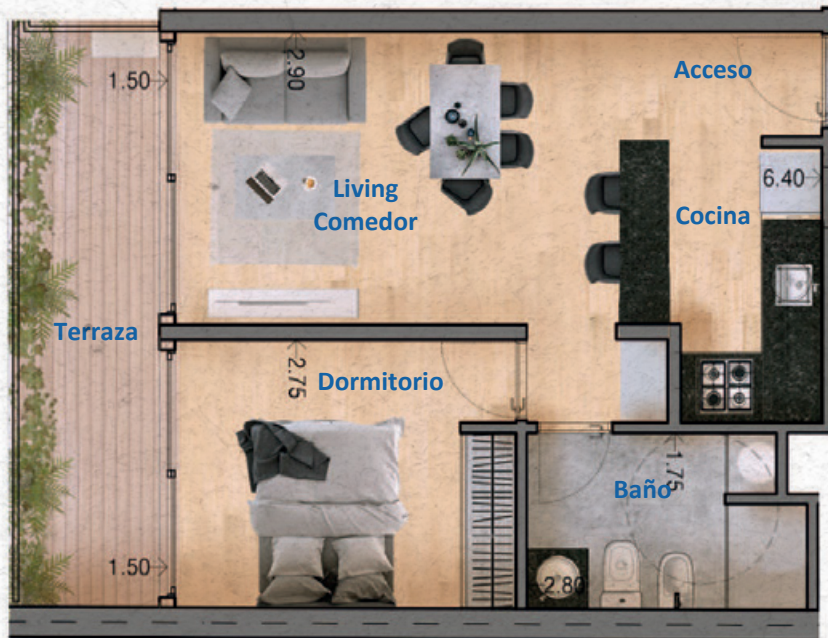 2.90
1.50
Acceso
6.40
Living
Comedor
Cocina
Terraza
2.75
Dormitorio
1.75
Baño
1.50
2.80